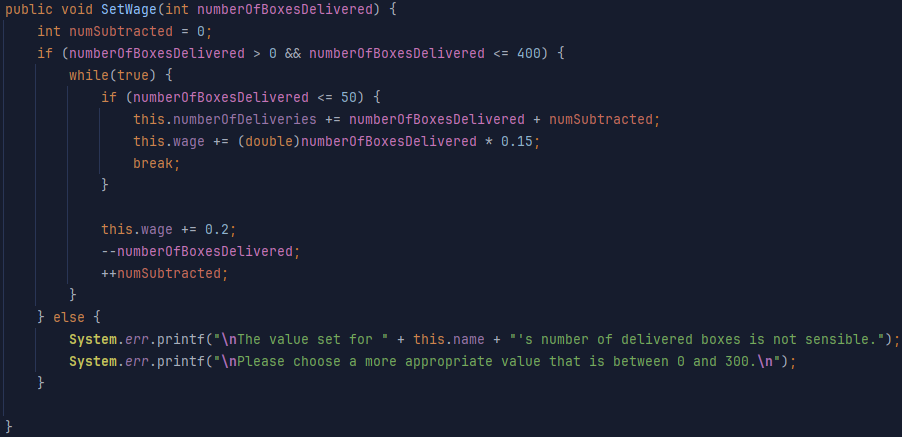 public void SetWage(int numberOfBoxesDelivered) {
    int numSubtracted = 0;
    if (numberOfBoxesDelivered > 0 && numberOfBoxesDelivered <= 400) {
        while(true) {
            if (numberOfBoxesDelivered <= 50) {
                this.numberOfDeliveries += numberOfBoxesDelivered + numSubtracted;
                this.wage += (double)numberOfBoxesDelivered * 0.15;
                break;
            }

            this.wage += 0.2;
            --numberOfBoxesDelivered;
            ++numSubtracted;
        }
    } else {
        System.err.printf("\nThe value set for " + this.name + "'s number of delivered boxes is not sensible.");
        System.err.printf("\nPlease choose a more appropriate value that is between 0 and 300.\n");
    }

}